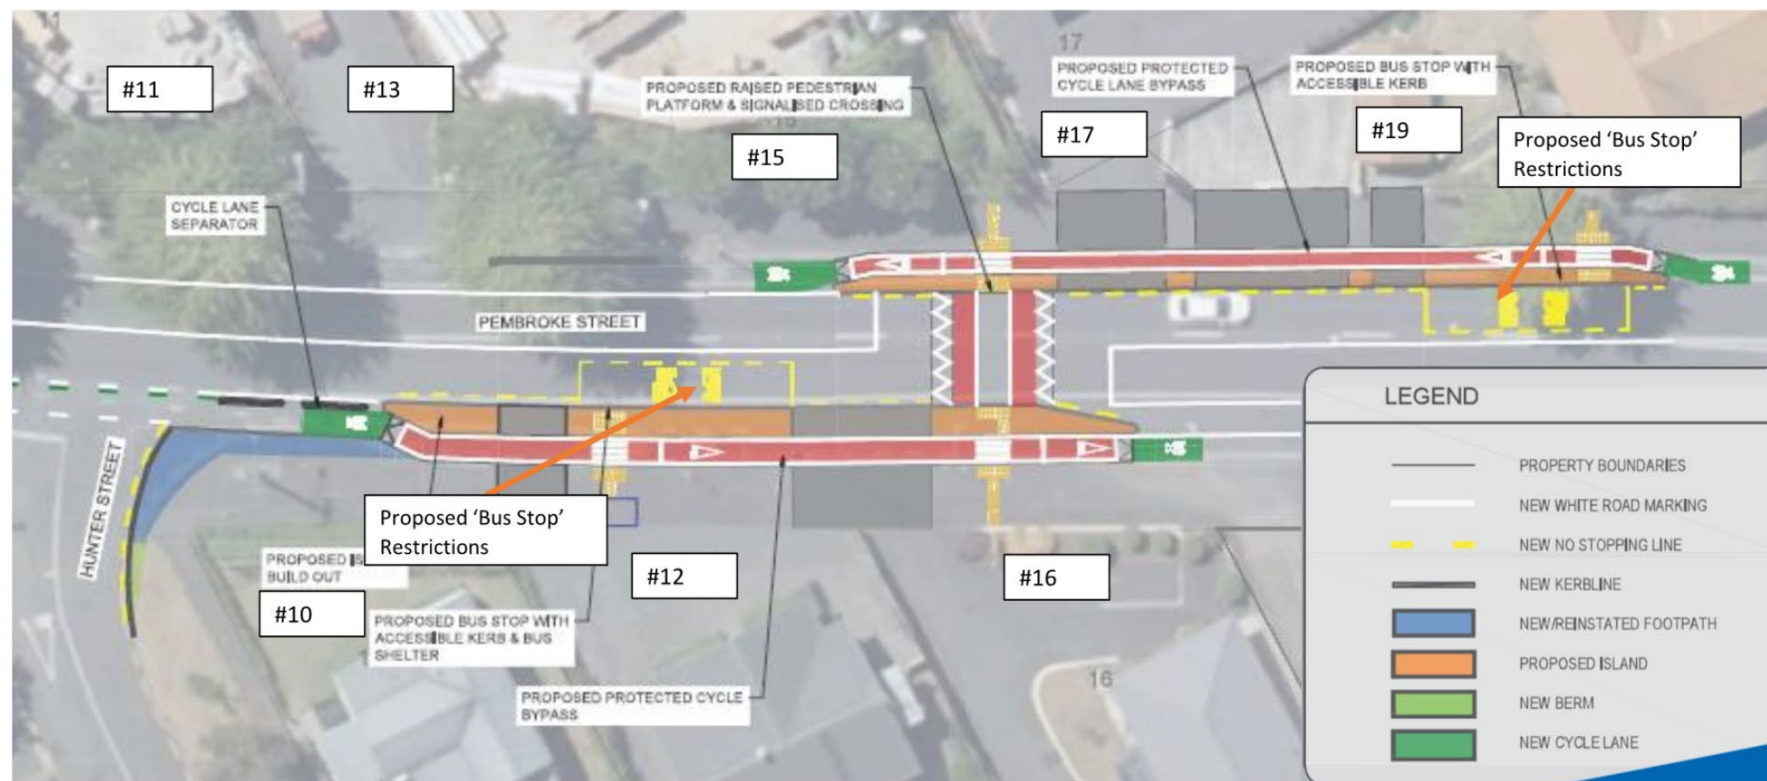 #11
#13
PROPOSED RAISED PEDESTRIAN
PLATFORM & SIGNALISED CROSSING
#15
17
PROPOSED PROTECTED
CYCLE LANE BYPASS
#17
PROPOSED BUS STOP WITH
ACCESSIBLE KERB
#19
Proposed ‘Bus Stop’
Restrictions
CYCLE LANE
SEPARATOR
PEMBROKE STREET
HUNTER STREET
Proposed ‘Bus Stop’
Restrictions
PROPOSED
BUILD OUT
#10
#12
#16
PROPOSED BUS STOP WITH
ACCESSIBLE KERB & BUS
SHELTER
PROPOSED PROTECTED CYCLE
BYPASS
16
LEGEND
PROPERTY BOUNDARIES
NEW WHITE ROAD MARKING
NEW NO STOPPING LINE
NEW KERBLINE
NEW/REINSTATED FOOTPATH
PROPOSED ISLAND
NEW BERM
NEW CYCLE LANE